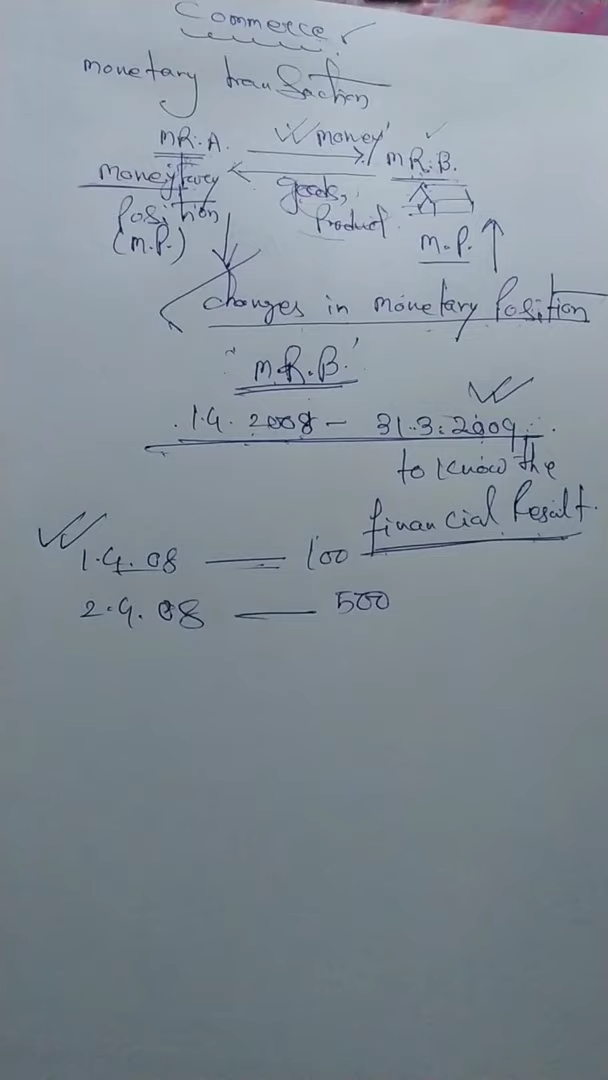 Commerce
monetary transaction
MR. A. money MR. B.
monetary goods,
Position Product
(M.P.) M.P.
changes in monetary Position
"M.R.B."
1.4.2008 - 31.3.2009
to know the
financial Result.
1.4.08 — 100
2.4.08 — 500